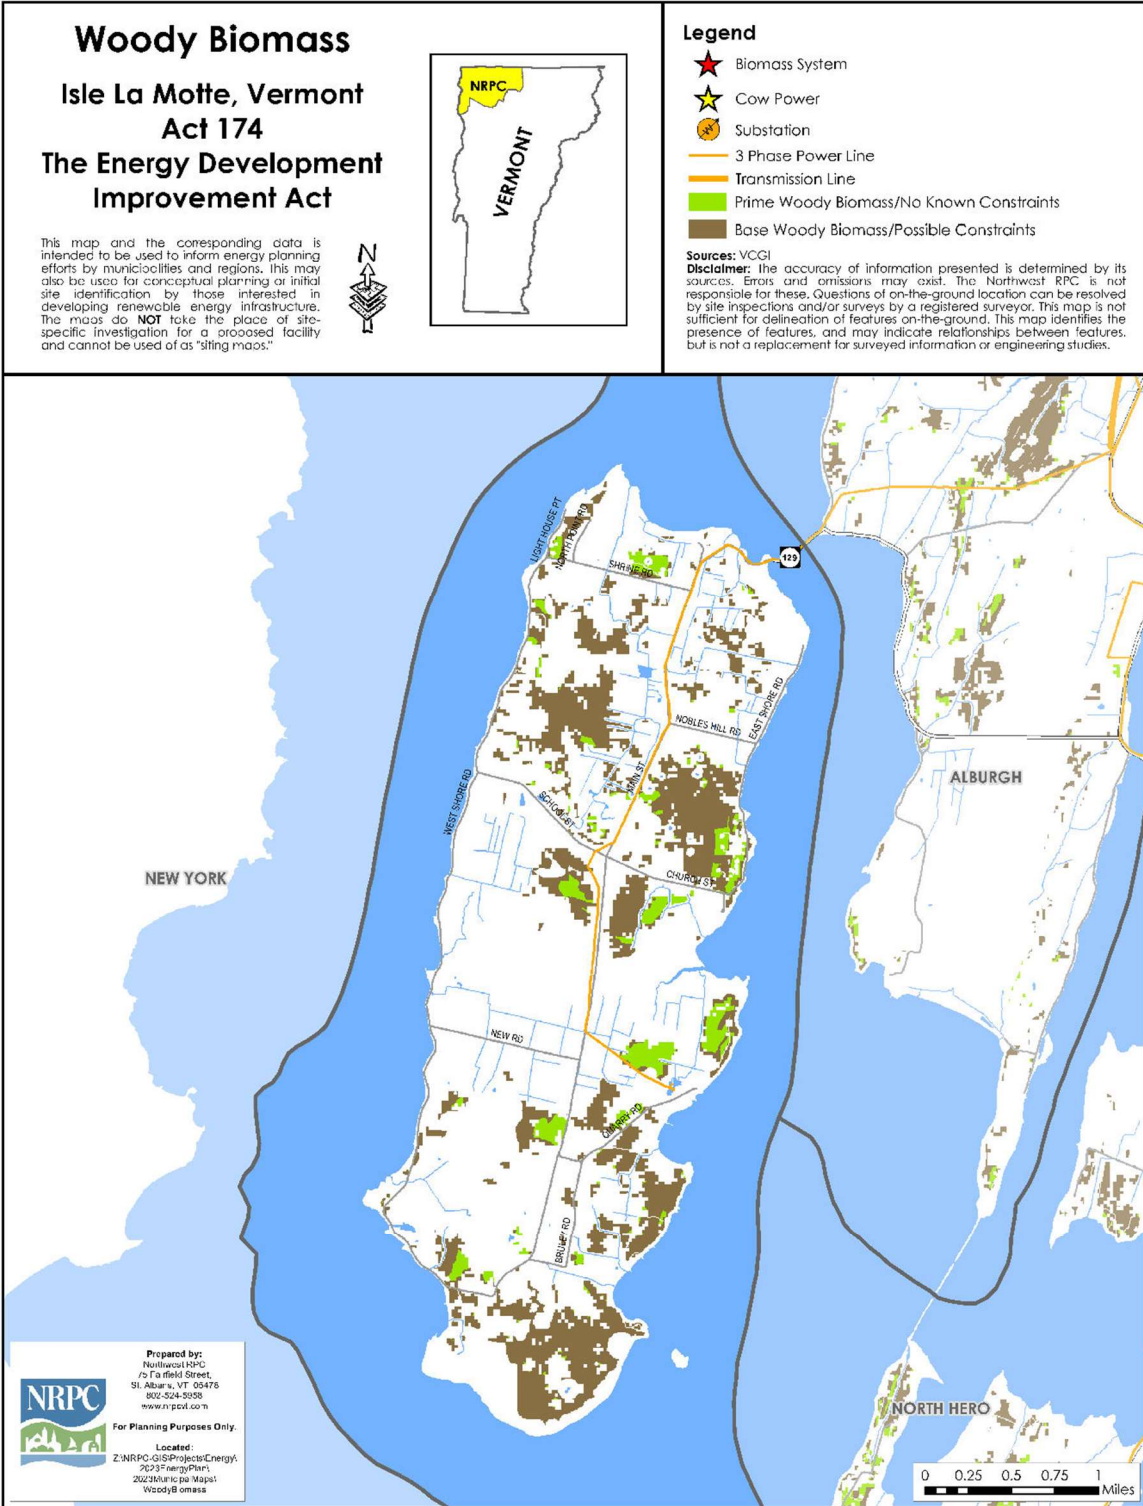 Woody Biomass
Isle La Motte, Vermont
Act 174
The Energy Development
Improvement Act
This map and the corresponding data is
intended to be used to inform energy planning
efforts by municipalities and regions. This may
also be used for conceptual planning or initial
site identification by those interested in
developing renewable energy infrastructure.
The maps do NOT take the place of site-
specific investigation for a proposed facility
and cannot be used of as "siting maps."
N
NRPC
VERMONT
Legend
Biomass System
Cow Power
Substation
3 Phase Power Line
Transmission Line
Prime Woody Biomass/No Known Constraints
Base Woody Biomass/Possible Constraints
Sources: VCGI
Disclaimer: The accuracy of information presented is determined by its
sources. Errors and omissions may exist. The Northwest RPC is not
responsible for these. Questions of on-the-ground location can be resolved
by site inspections and/or surveys by a registered surveyor. This map is not
sufficient for delineation of features on-the-ground. This map identifies the
presence of features, and may indicate relationships between features,
but is not a replacement for surveyed information or engineering studies.
LIGHT HOUSE PT
NORTH POINT RD
SHRINE RD
129
EAST SHORE RD
NOBLES HILL RD
MAIN ST
WEST SHORE RD
SCHOOL ST
ALBURGH
NEW YORK
CHURCH ST
NEW RD
QUARRY RD
BRULEY RD
NORTH HERO
Prepared by:
Northwest RPC
75 Fairfield Street,
St. Albans, VT 05478
802-524-5958
www.nrpcvt.com
For Planning Purposes Only.
Located:
Z:\NRPC-GIS\Projects\Energy\
2023EnergyPlan\
2023MunicipalMaps\
WoodyBiomass
NRPC
0 0.25 0.5 0.75 1
Miles